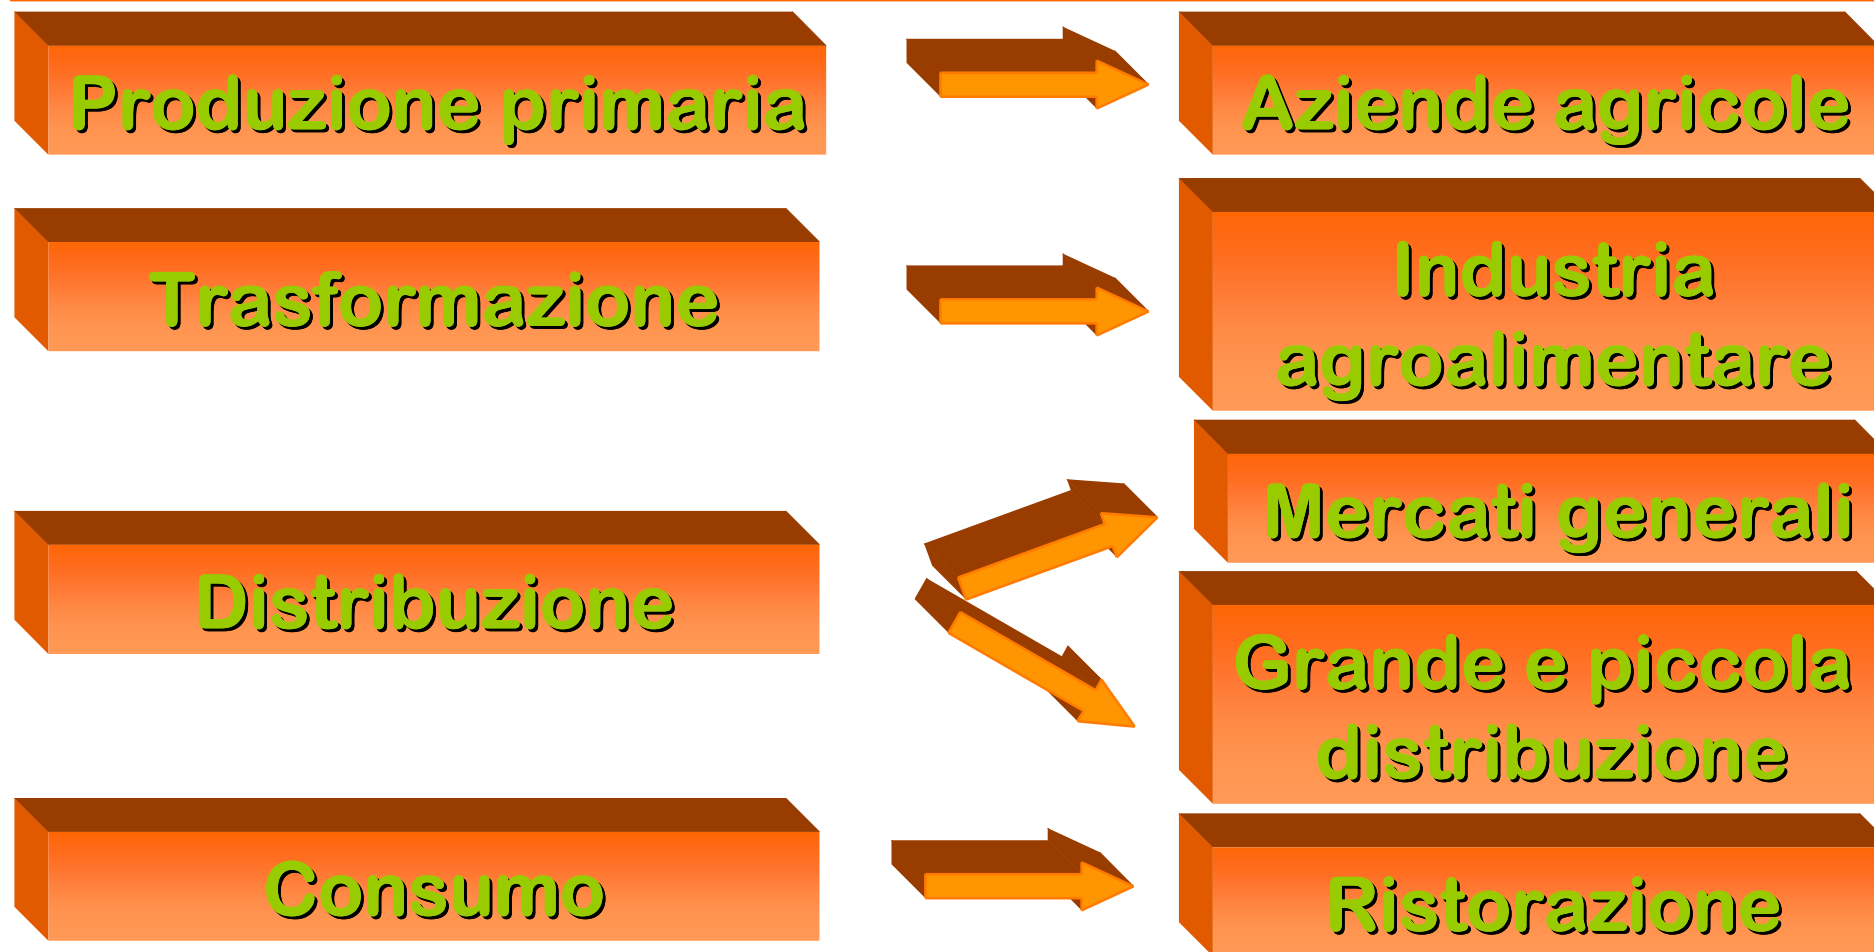 Produzione primaria
Aziende agricole
Trasformazione
Industria
agroalimentare
Distribuzione
Mercati generali
Grande e piccola
distribuzione
Consumo
Ristorazione